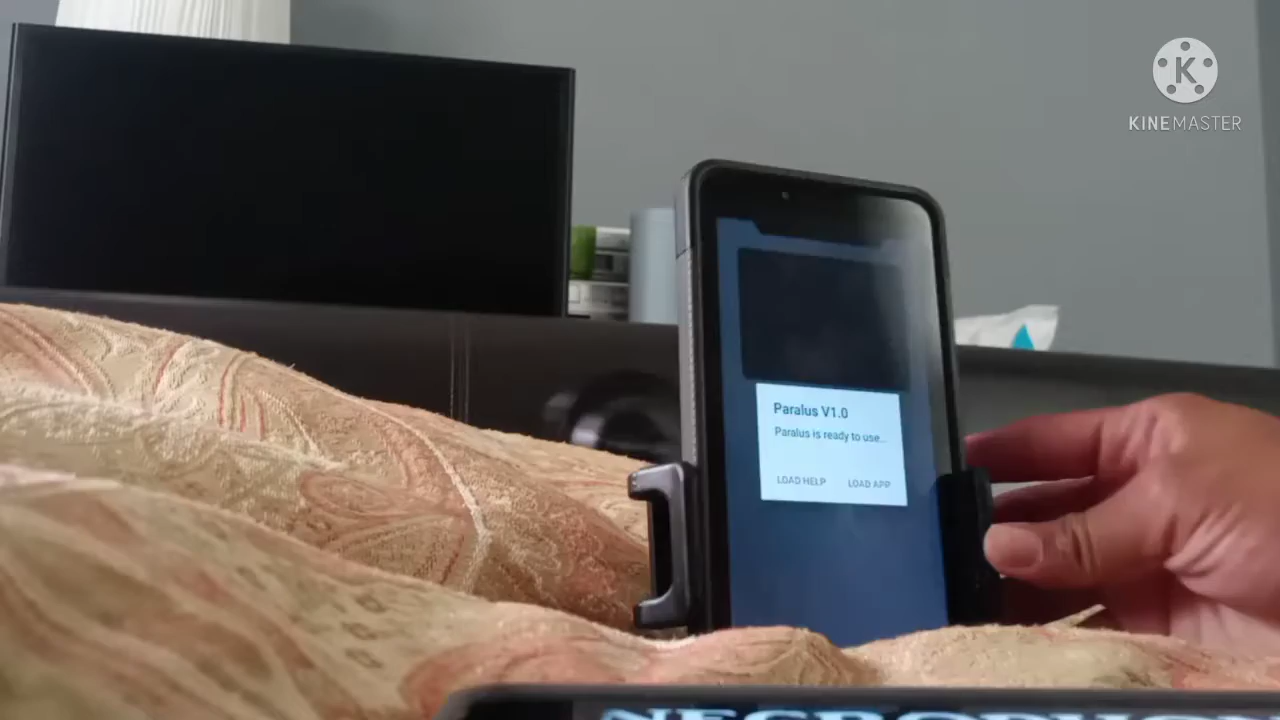 K
KINEMASTER
Paralus V1.0
Paralus is ready to use...
LOAD HELP LOAD APP